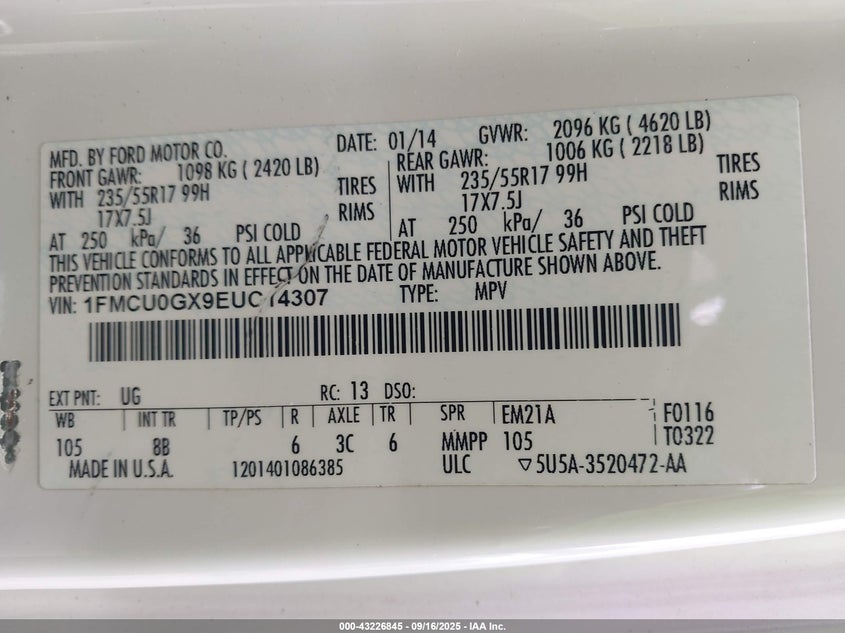 MFD. BY FORD MOTOR CO.
DATE: 01/14 GVWR: 2096 KG ( 4620 LB)
FRONT GAWR: 1098 KG ( 2420 LB)
WITH 235/55R17 99H TIRES
17X7.5J RIMS
AT 250 kPa/ 36 PSI COLD
REAR GAWR: 1006 KG ( 2218 LB)
WITH 235/55R17 99H TIRES
17X7.5J RIMS
AT 250 kPa/ 36 PSI COLD
THIS VEHICLE CONFORMS TO ALL APPLICABLE FEDERAL MOTOR VEHICLE SAFETY AND THEFT
PREVENTION STANDARDS IN EFFECT ON THE DATE OF MANUFACTURE SHOWN ABOVE.
VIN: 1FMCU0GX9EUC14307 TYPE: MPV
EXT PNT: UG RC: 13 DSO:
WB INT TR TP/PS R AXLE TR SPR EM21A F0116
105 8B 6 3C 6 MMPP 105 T0322
MADE IN U.S.A. 1201401086385 ULC ▽5U5A-3520472-AA
000-43226845 - 09/16/2025 - IAA Inc.